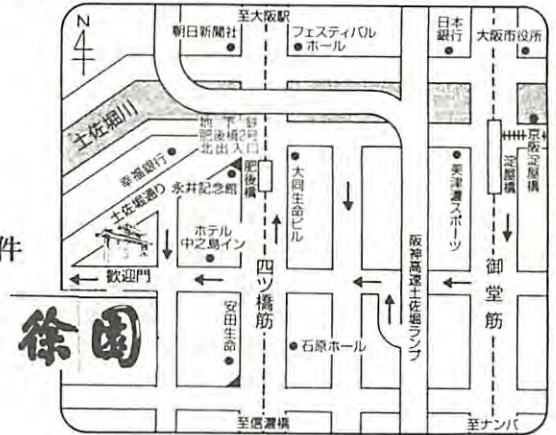 至大阪駅
N
朝日新聞社
フェスティバル
ホール
日本
銀行
大阪市役所
土佐堀川
地下鉄
肥後橋2号
北出入口
京阪淀屋橋
淀屋橋
幸福銀行
土佐堀通り
永井記念館
肥後橋
大同生命ビル
美津濃スポーツ
ホテル
中之島イン
件
歓迎門
四ツ橋筋
阪神高速土佐堀ランプ
御堂筋
徐園
安田生命
石原ホール
至信濃橋
至ナンバ